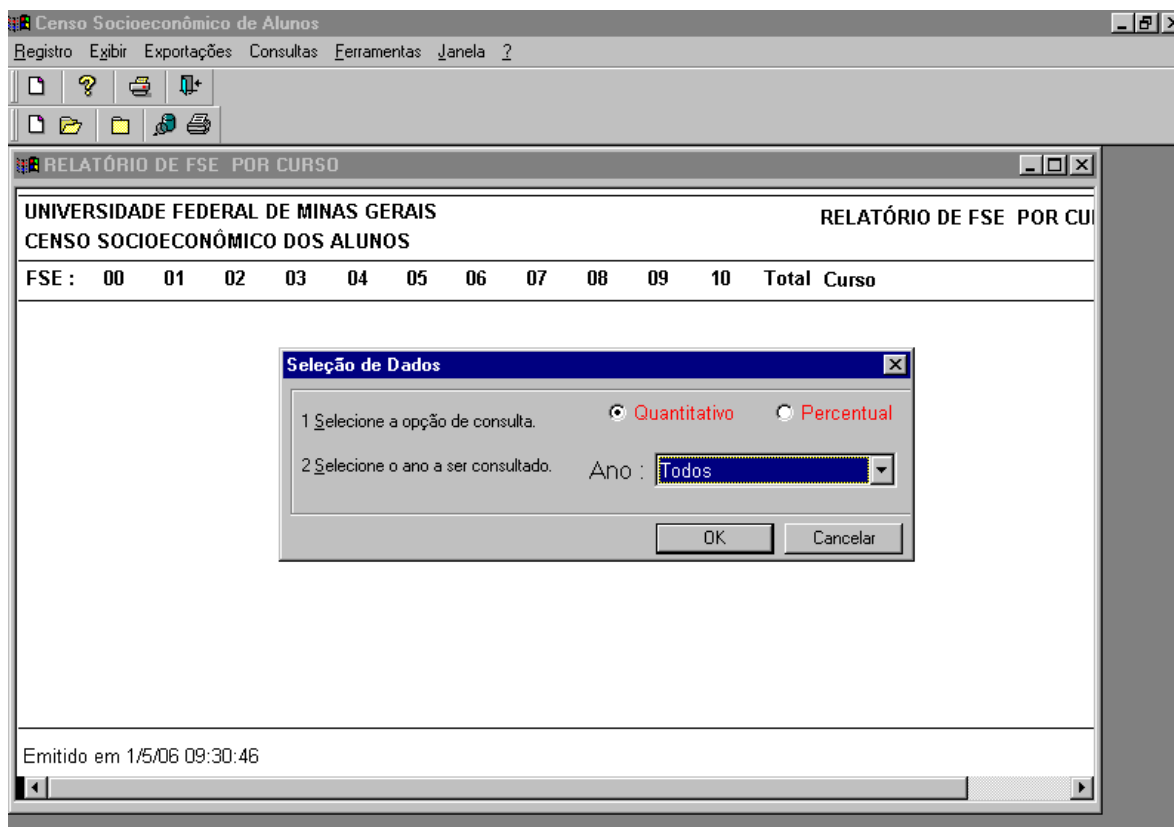 Censo Socioeconômico de Alunos
Registro Exibir Exportações Consultas Ferramentas Janela ?
RELATÓRIO DE FSE POR CURSO
UNIVERSIDADE FEDERAL DE MINAS GERAIS
RELATÓRIO DE FSE POR CU
CENSO SOCIOECONÔMICO DOS ALUNOS
FSE : 00 01 02 03 04 05 06 07 08 09 10 Total Curso
Seleção de Dados
1 Selecione a opção de consulta. Quantitativo Percentual
2 Selecione o ano a ser consultado. Ano : Todos
OK Cancelar
Emitido em 1/5/06 09:30:46